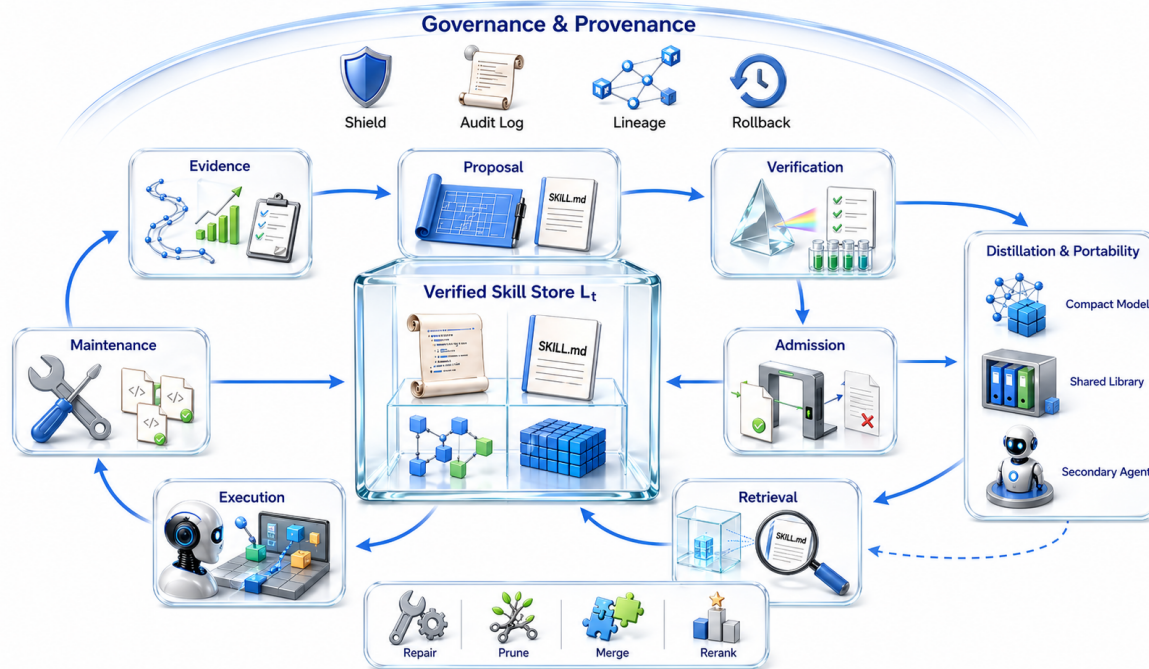 Governance & Provenance
Shield
Audit Log
Lineage
Rollback
Evidence
Proposal
SKILL.md
Verification
Distillation & Portability
Compact Model
Shared Library
Secondary Agent
Verified Skill Store Lt
SKILL.md
Maintenance
</>
</>
</>
Admission
Execution
Retrieval
SKILL.md
Repair
Prune
Merge
Rerank